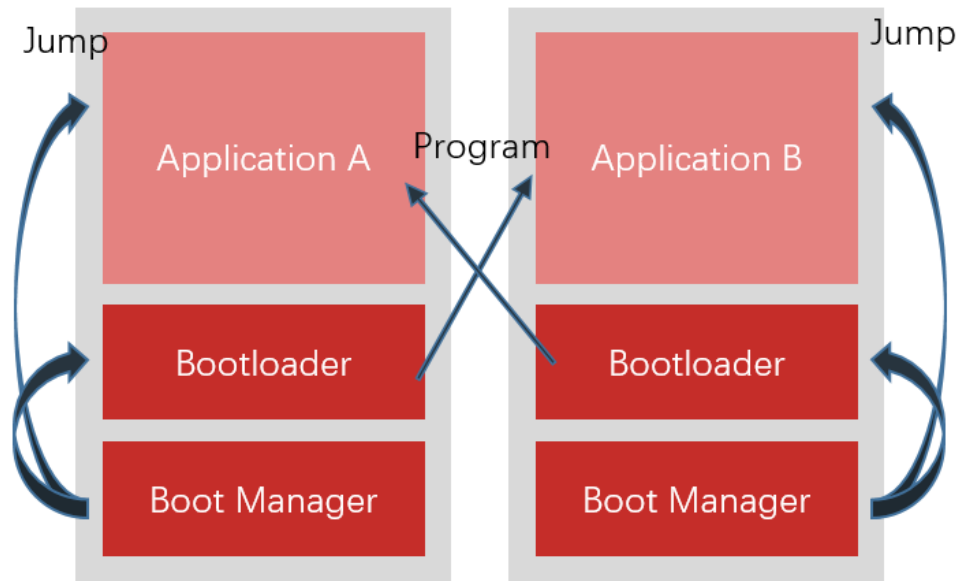 Jump
Jump
Application A
Program
Application B
Bootloader
Bootloader
Boot Manager
Boot Manager